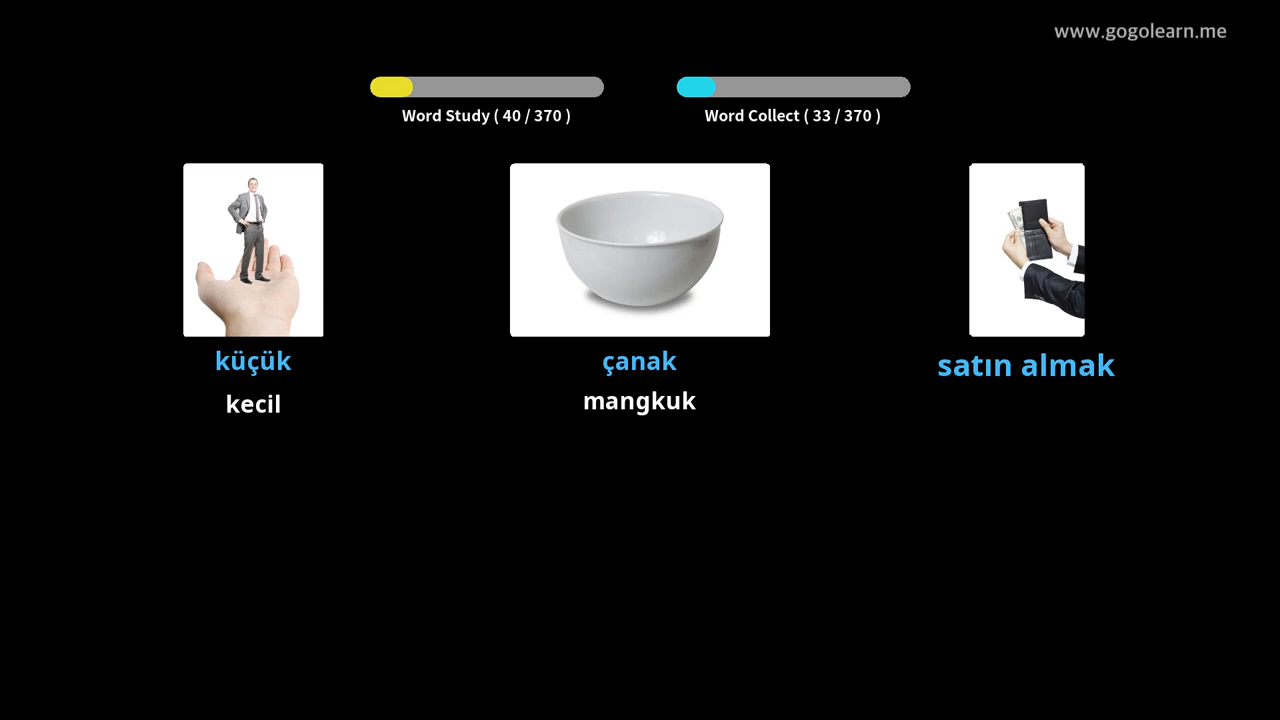 www.gogolearn.me
Word Study ( 40 / 370 )
Word Collect ( 33 / 370 )
küçük
çanak
satın almak
kecil
mangkuk